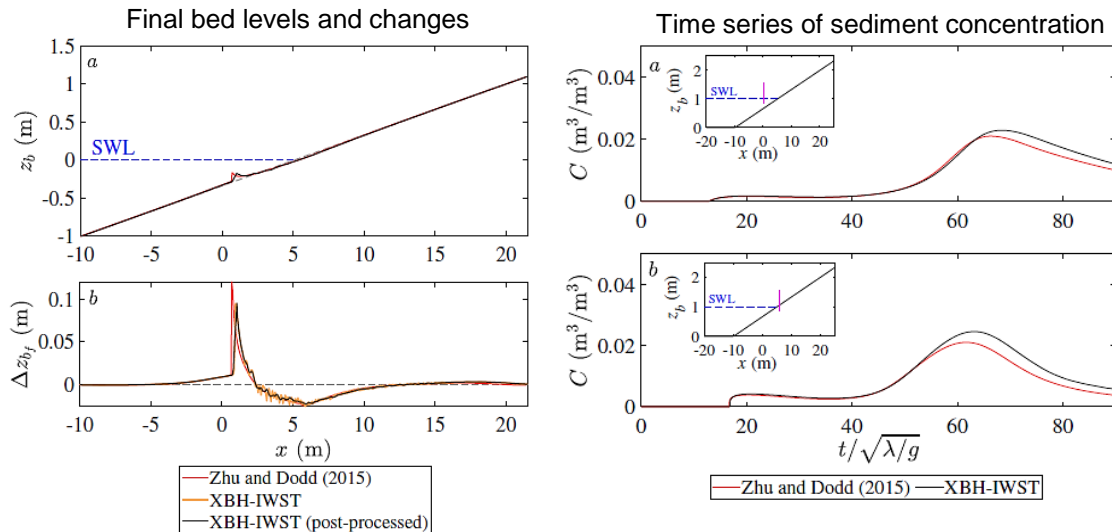 Final bed levels and changes
1.5
1
0.5
0
-0.5
-1
z_b (m)
a
SWL
-10 -5 0 5 10 15 20
0.1
0.05
0
Δz_{b_f} (m)
b
-10 -5 0 5 10 15 20
x (m)
Zhu and Dodd (2015)
XBH-IWST
XBH-IWST (post-processed)
Time series of sediment concentration
0.04
0.02
0
C (m³/m³)
a
2
1
0
z_b (m)
SWL
-20 -10 0 10 20
x (m)
0 20 40 60 80
0.04
0.02
0
C (m³/m³)
b
2
1
0
z_b (m)
SWL
-20 -10 0 10 20
x (m)
0 20 40 60 80
t/√λ/g
Zhu and Dodd (2015) XBH-IWST